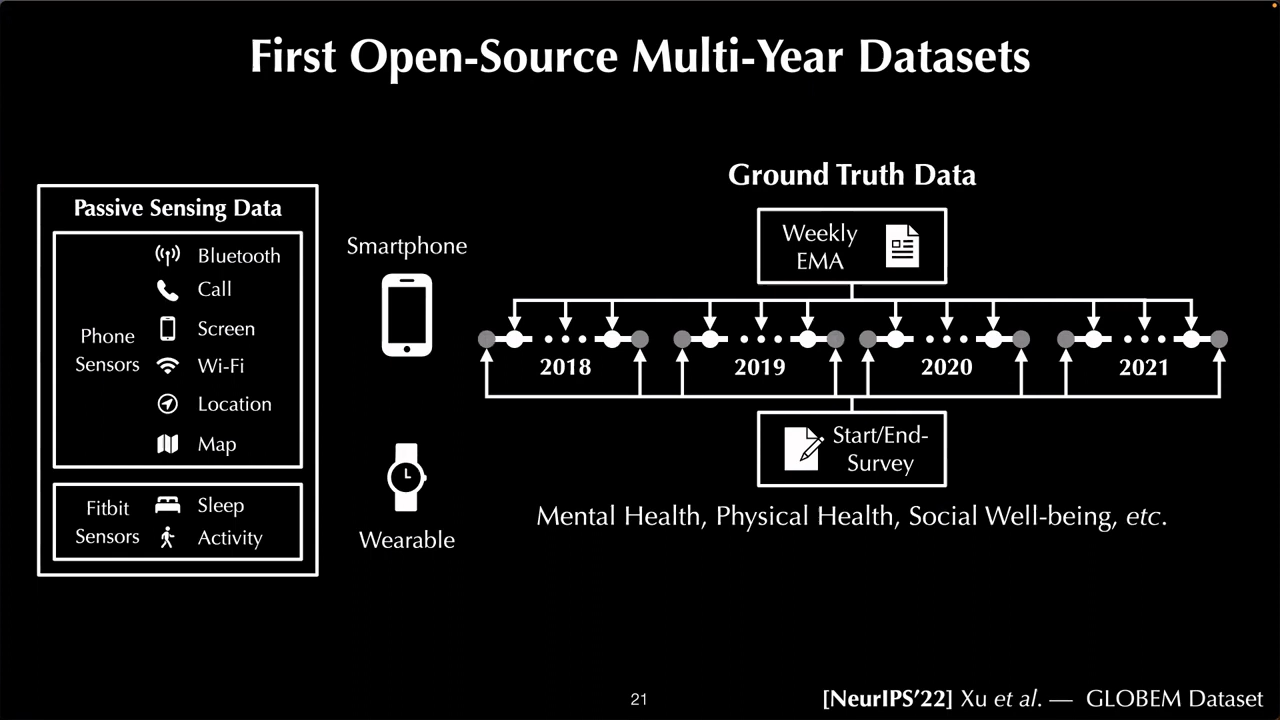 First Open-Source Multi-Year Datasets
Passive Sensing Data
Phone
Sensors
Bluetooth
Call
Screen
Wi-Fi
Location
Map
Fitbit
Sensors
Sleep
Activity
Smartphone
Wearable
Ground Truth Data
Weekly
EMA
2018
2019
2020
2021
Start/End-
Survey
Mental Health, Physical Health, Social Well-being, etc.
21
[NeurIPS’22] Xu et al. — GLOBEM Dataset